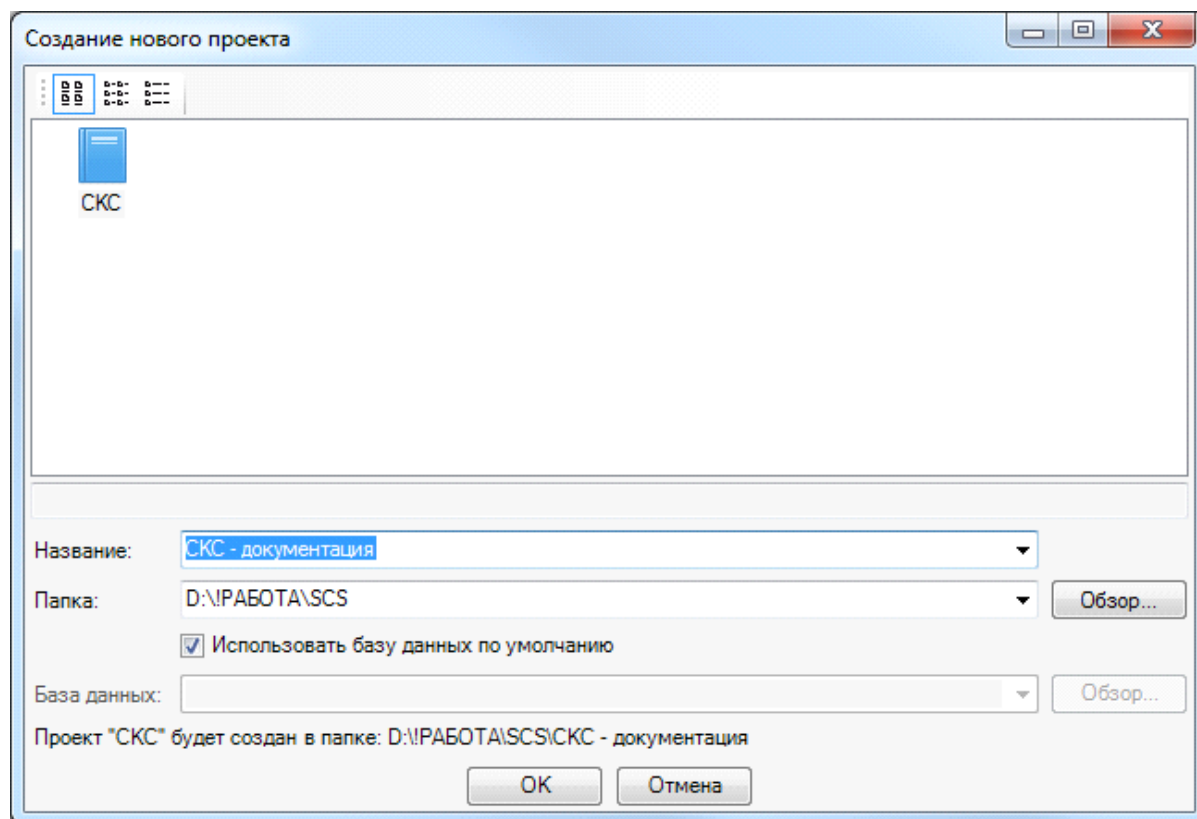 Создание нового проекта
СКС
Название: СКС - документация
Папка: D:\!РАБОТА\SCS Обзор...
Использовать базу данных по умолчанию
База данных: Обзор...
Проект "СКС" будет создан в папке: D:\!РАБОТА\SCS\СКС - документация
OK Отмена